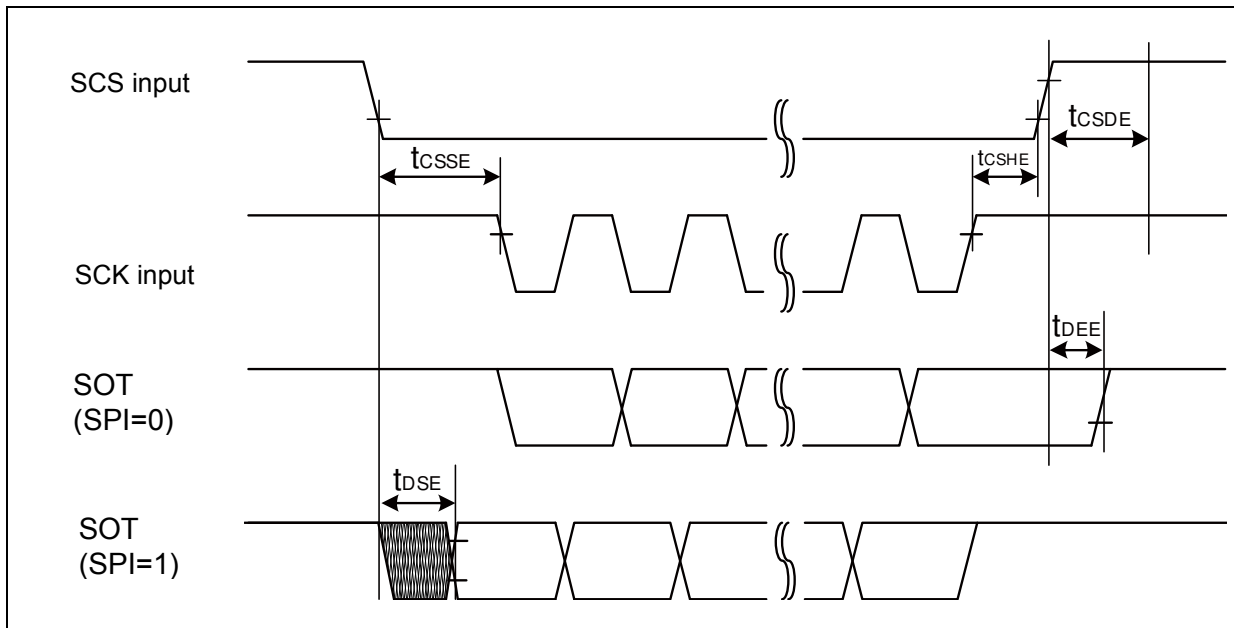 SCS input
tCSDE
tCSSE
tCSHE
SCK input
tDEE
SOT
(SPI=0)
tDSE
SOT
(SPI=1)